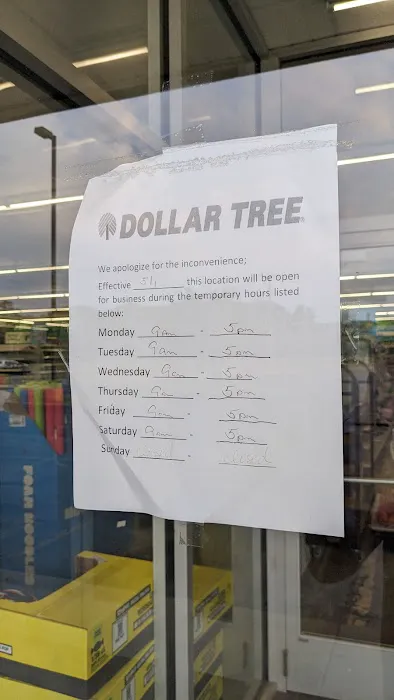 DOLLAR TREE
We apologize for the inconvenience;
Effective 5/1, this location will be open
for business during the temporary hours listed
below:
Monday 9am - 5pm
Tuesday 9am - 5pm
Wednesday 9am - 5pm
Thursday 9am - 5pm
Friday 9am - 5pm
Saturday 9am - 5pm
Sunday closed - closed
FOAM NOODLES